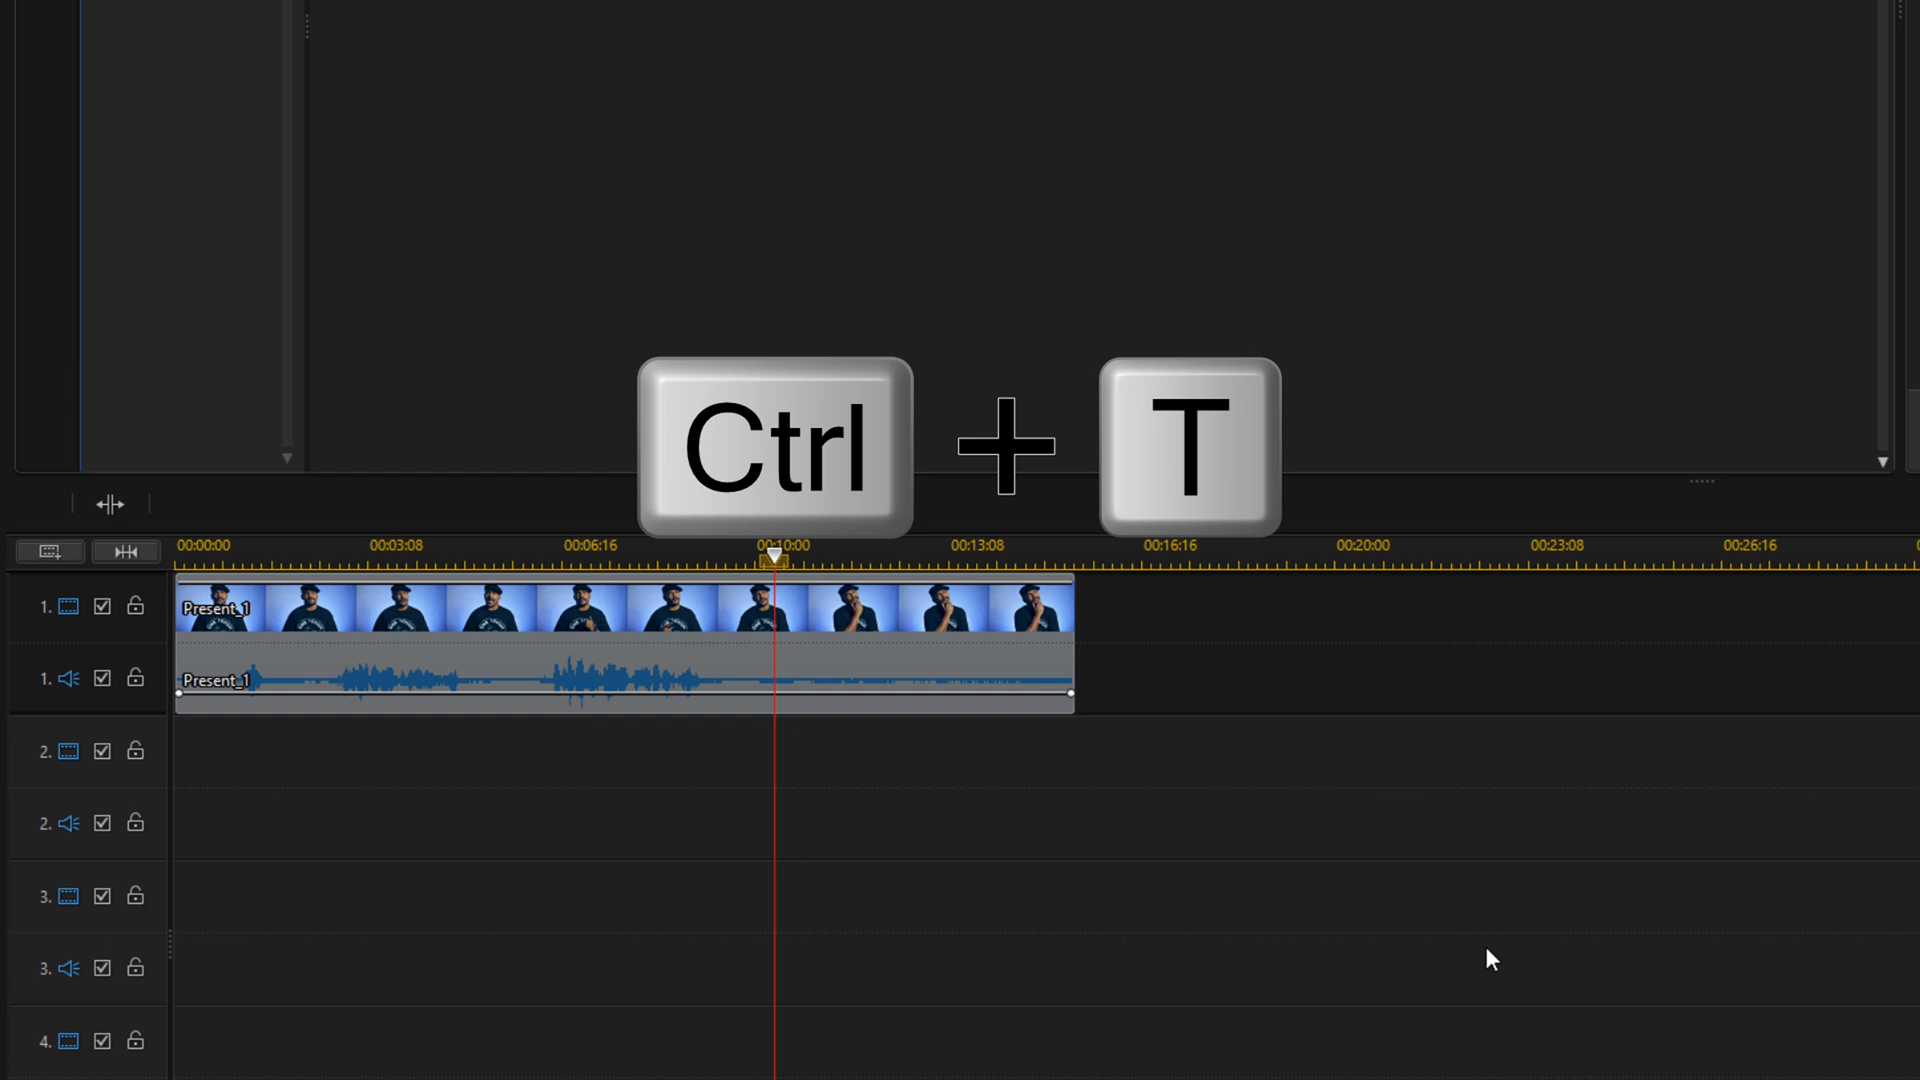 Ctrl + T
00:00:00 00:03:08 00:06:16 00:10:00 00:13:08 00:16:16 00:20:00 00:23:08 00:26:16
1.
Present_1
1.
Present_1
2.
2.
3.
3.
4.